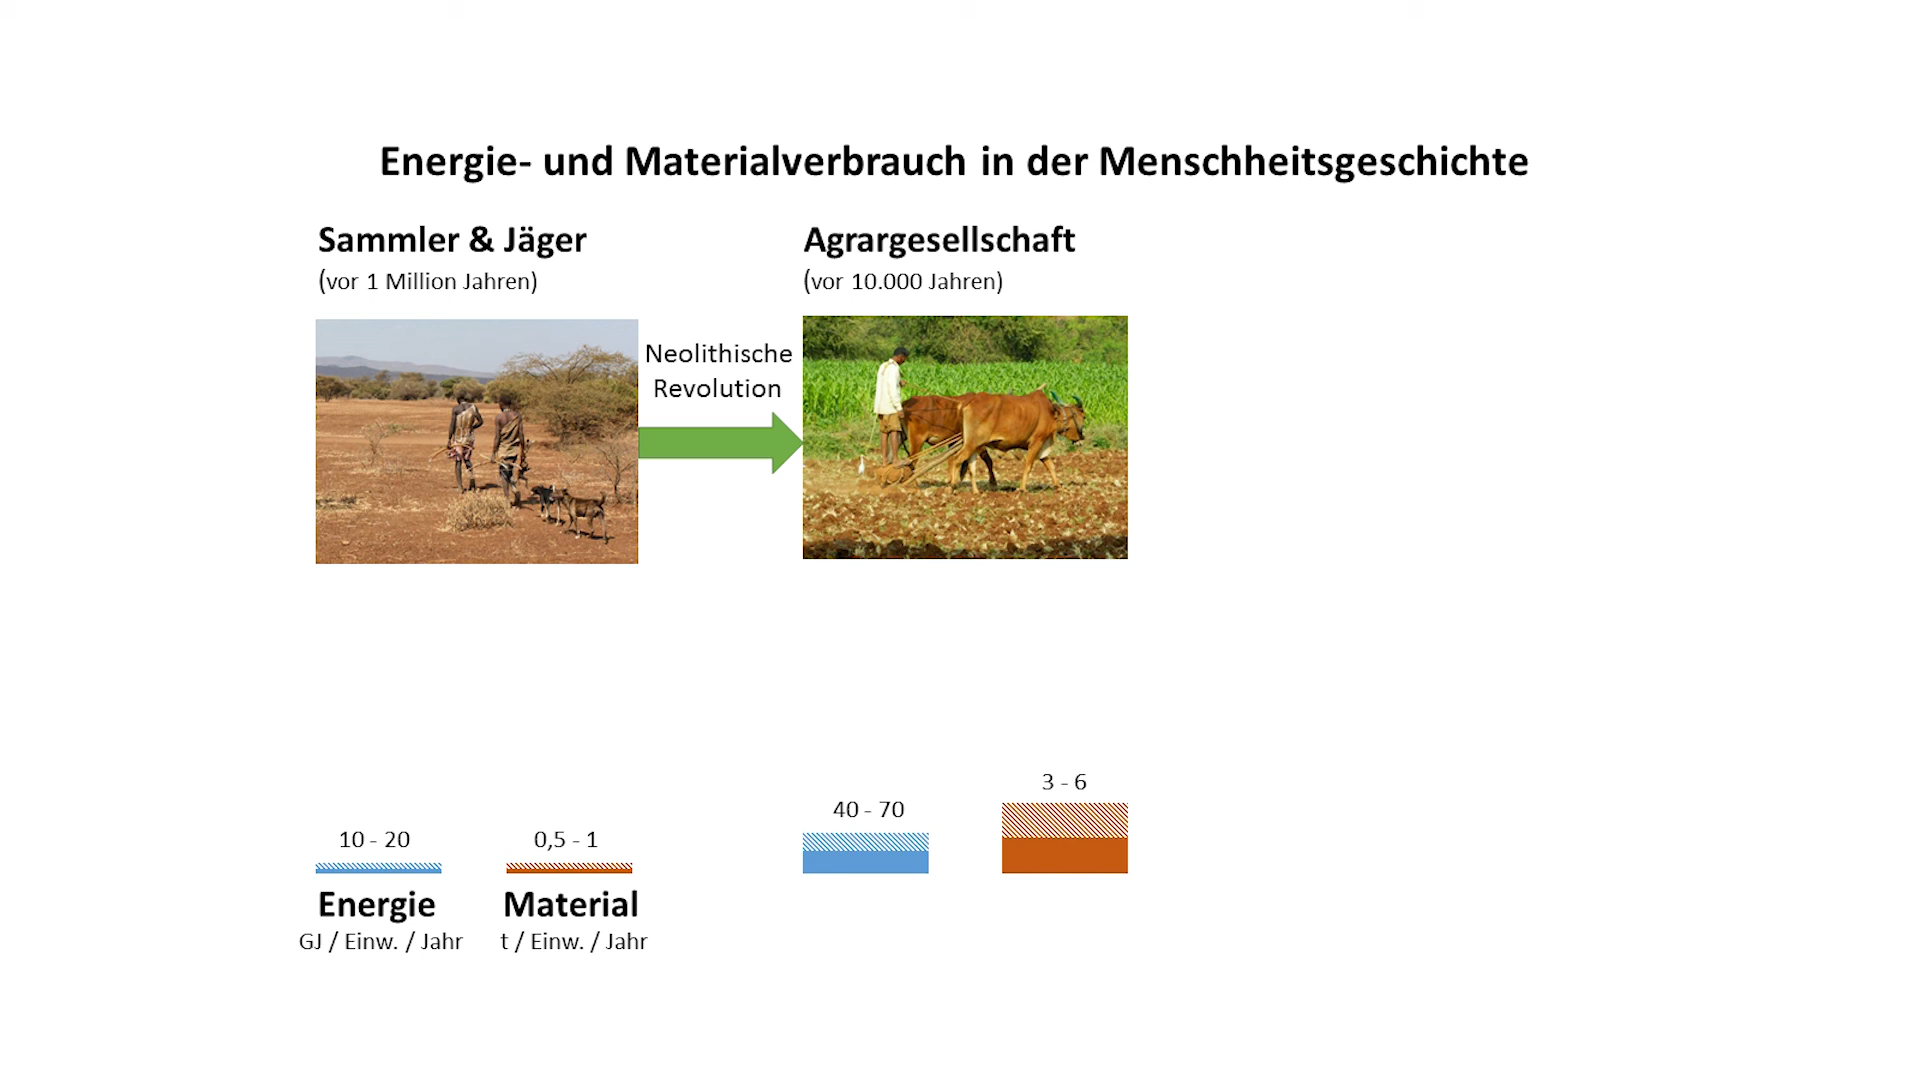 Energie- und Materialverbrauch in der Menschheitsgeschichte
Sammler & Jäger
(vor 1 Million Jahren)
Agrargesellschaft
(vor 10.000 Jahren)
Neolithische
Revolution
10 - 20
0,5 - 1
40 - 70
3 - 6
Energie
GJ / Einw. / Jahr
Material
t / Einw. / Jahr